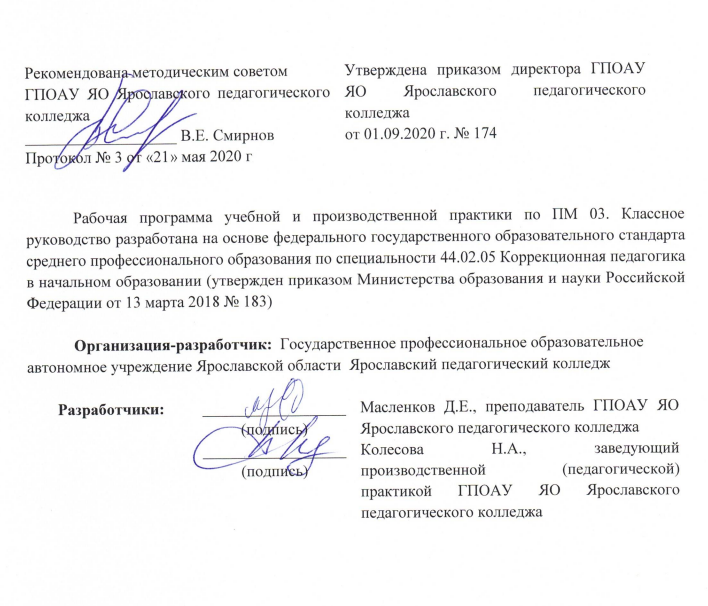 Рекомендована методическим советом
ГПОАУ ЯО Ярославского педагогического
колледжа
____________________ В.Е. Смирнов
Протокол № 3 от «21» мая 2020 г
Утверждена приказом директора ГПОАУ
ЯО Ярославского педагогического
колледжа
от 01.09.2020 г. № 174
Рабочая программа учебной и производственной практики по ПМ 03. Классное
руководство разработана на основе федерального государственного образовательного стандарта
среднего профессионального образования по специальности 44.02.05 Коррекционная педагогика
в начальном образовании (утвержден приказом Министерства образования и науки Российской
Федерации от 13 марта 2018 № 183)
Организация-разработчик: Государственное профессиональное образовательное
автономное учреждение Ярославской области Ярославский педагогический колледж
Разработчики:
(подпись)
(подпись)
Масленков Д.Е., преподаватель ГПОАУ ЯО
Ярославского педагогического колледжа
Колесова Н.А., заведующий
производственной (педагогической)
практикой ГПОАУ ЯО Ярославского
педагогического колледжа